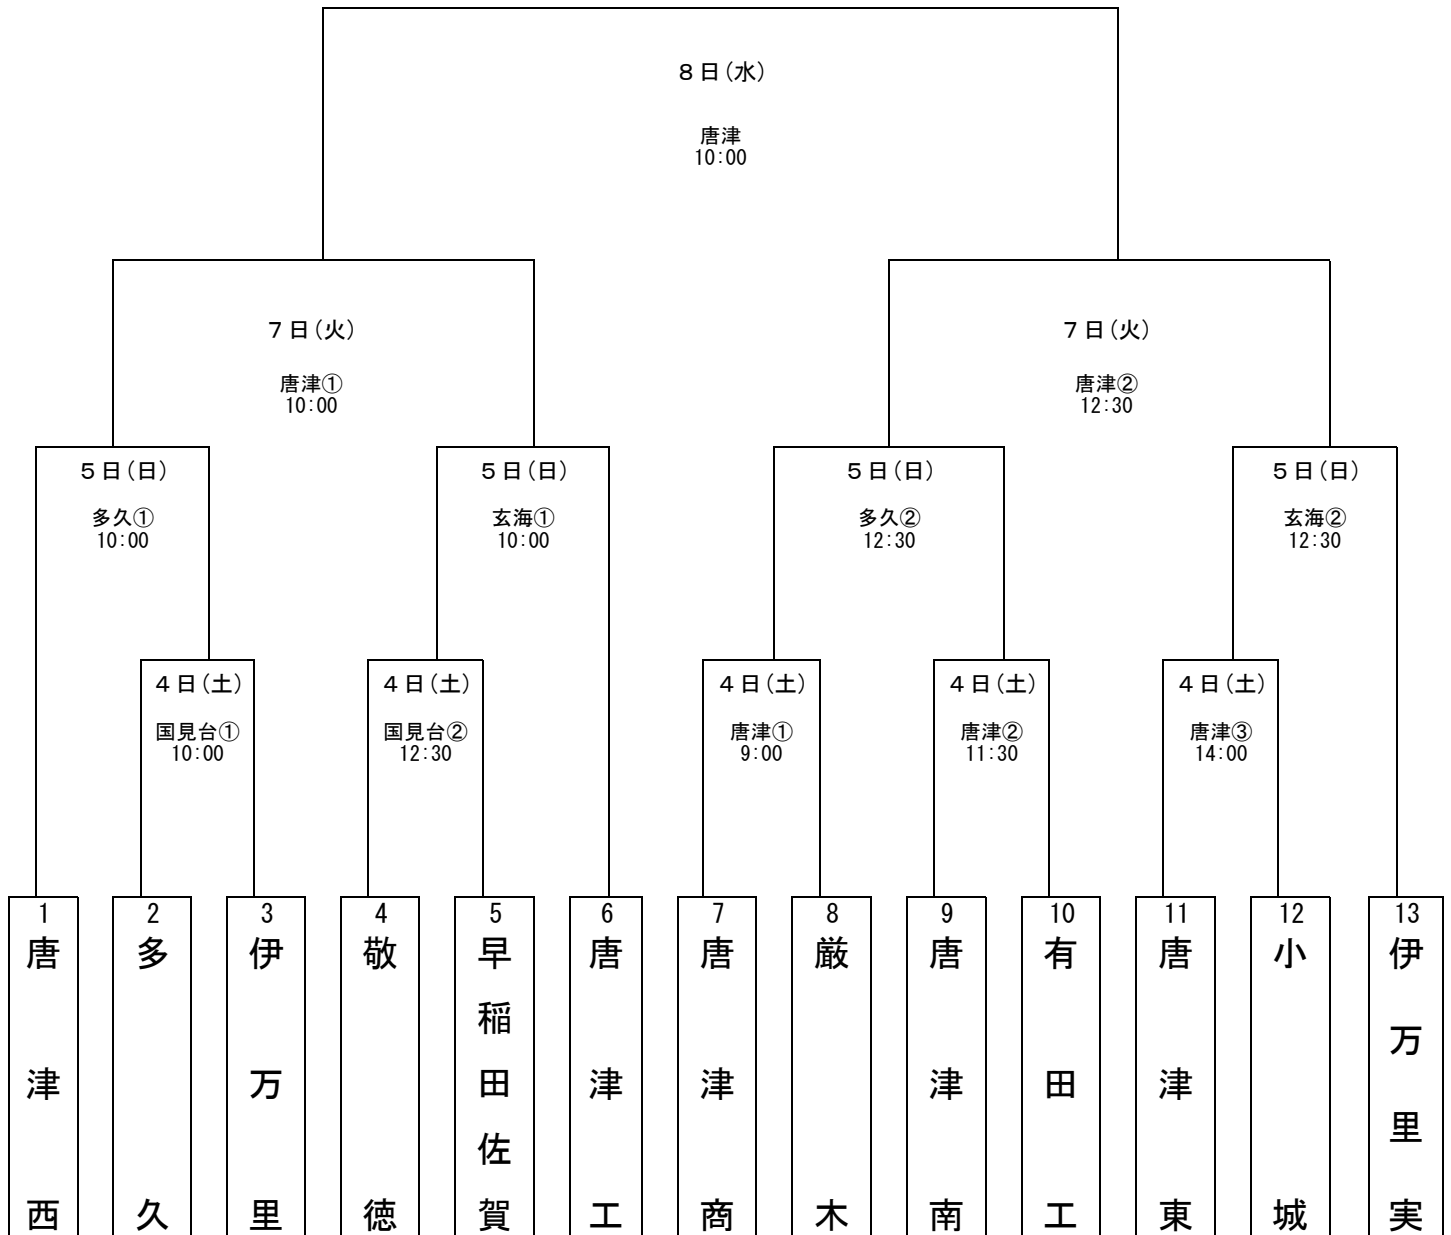 ８日(水)
唐津
10:00
７日(火)
唐津①
10:00
７日(火)
唐津②
12:30
５日(日)
多久①
10:00
５日(日)
玄海①
10:00
５日(日)
多久②
12:30
５日(日)
玄海②
12:30
４日(土)
国見台①
10:00
４日(土)
国見台②
12:30
４日(土)
唐津①
9:00
４日(土)
唐津②
11:30
４日(土)
唐津③
14:00
1
唐津西
2
多久
3
伊万里
4
敬徳
5
早稲田佐賀
6
唐津工
7
唐津商
8
厳木
9
唐津南
10
有田工
11
唐津東
12
小城
13
伊万里実